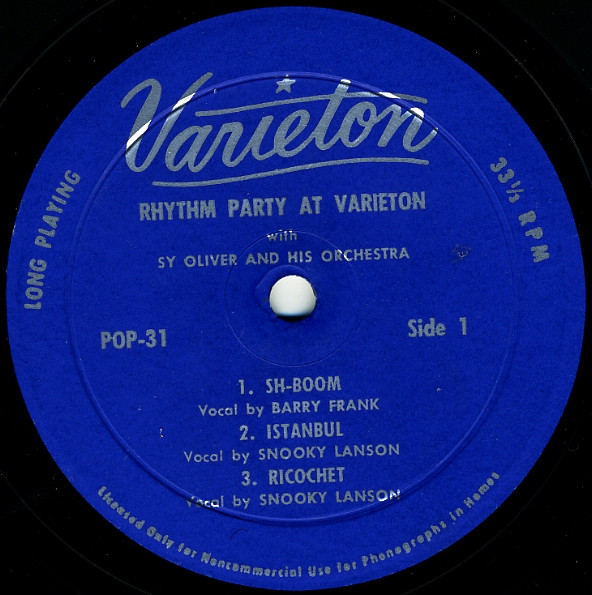 Varieton
RHYTHM PARTY AT VARIETON
with
SY OLIVER AND HIS ORCHESTRA
LONG PLAYING
33⅓ RPM
POP-31
Side 1
1. SH-BOOM
Vocal by BARRY FRANK
2. ISTANBUL
Vocal by SNOOKY LANSON
3. RICOCHET
Vocal by SNOOKY LANSON
Licensed Only for Noncommercial Use for Phonographs in Homes